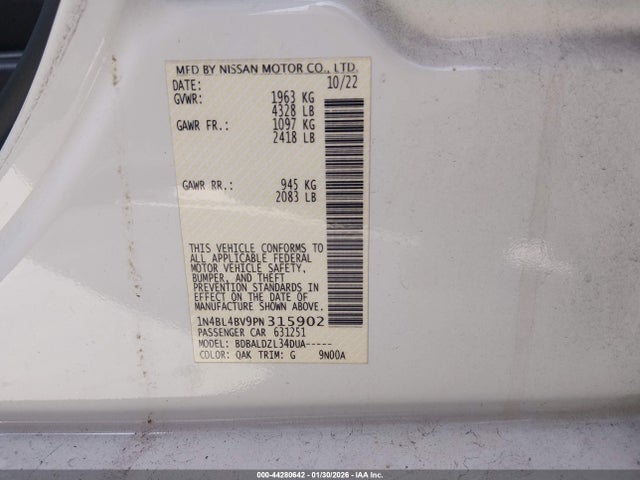 MFD BY NISSAN MOTOR CO., LTD.
DATE: 10/22
GVWR: 1963 KG
4328 LB
GAWR FR.: 1097 KG
2418 LB
GAWR RR.: 945 KG
2083 LB
THIS VEHICLE CONFORMS TO
ALL APPLICABLE FEDERAL
MOTOR VEHICLE SAFETY,
BUMPER, AND THEFT
PREVENTION STANDARDS IN
EFFECT ON THE DATE OF
MANUFACTURE SHOWN ABOVE.
1N4BL4BV9PN315902
PASSENGER CAR 631251
MODEL: BDBALDZL34DUA-----
COLOR: QAK TRIM: G 9N00A
000-44280642 - 01/30/2026 - IAA Inc.